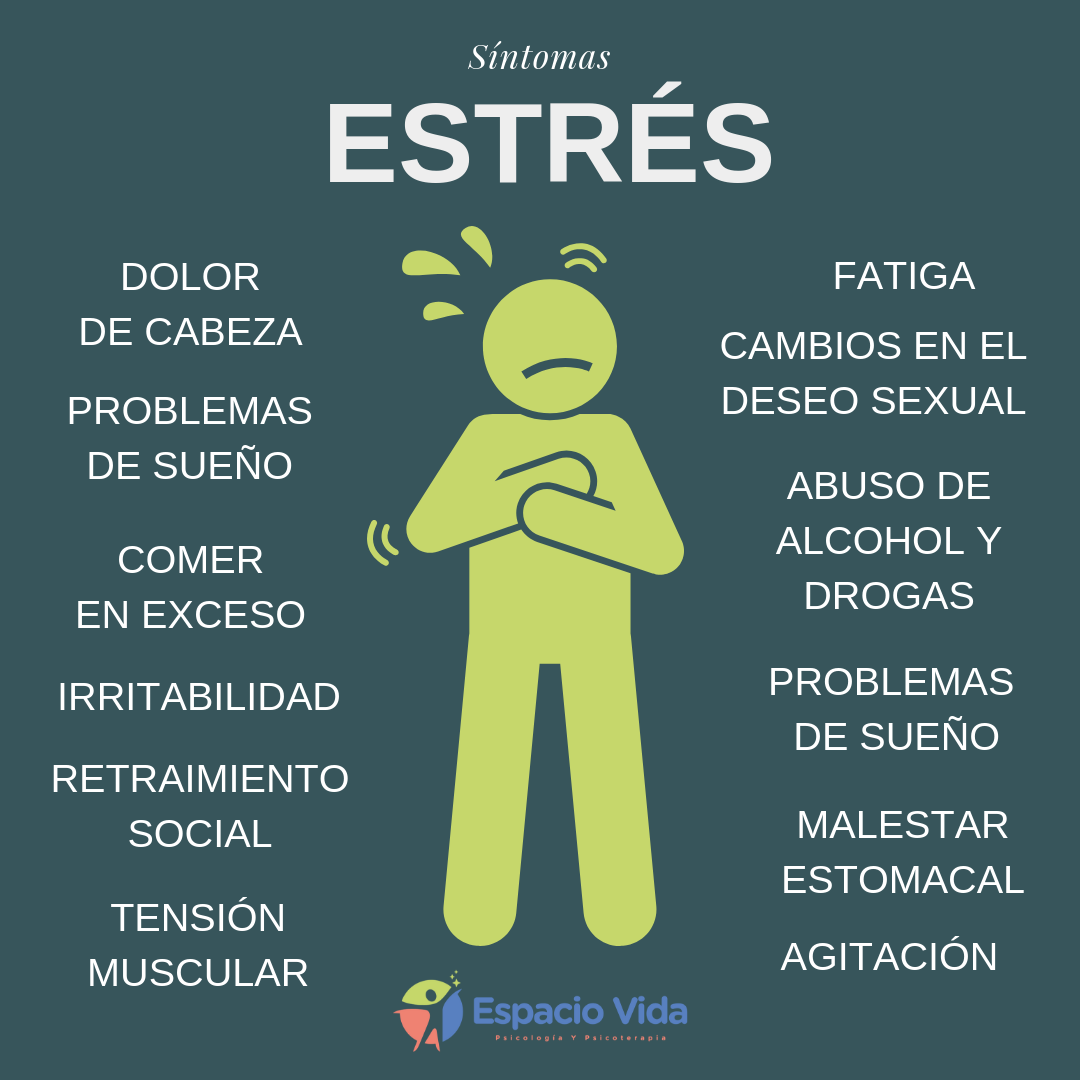 Síntomas
ESTRÉS
DOLOR
DE CABEZA
PROBLEMAS
DE SUEÑO
COMER
EN EXCESO
IRRITABILIDAD
RETRAIMIENTO
SOCIAL
TENSIÓN
MUSCULAR
FATIGA
CAMBIOS EN EL
DESEO SEXUAL
ABUSO DE
ALCOHOL Y
DROGAS
PROBLEMAS
DE SUEÑO
MALESTAR
ESTOMACAL
AGITACIÓN
Espacio Vida
Psicología Y Psicoterapia